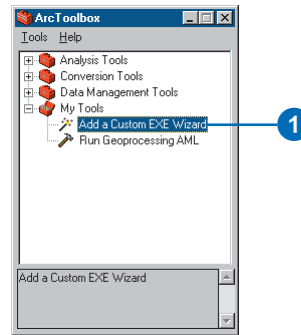 ArcToolbox
Tools Help
Analysis Tools
Conversion Tools
Data Management Tools
My Tools
Add a Custom EXE Wizard
1
Run Geoprocessing AML
Add a Custom EXE Wizard